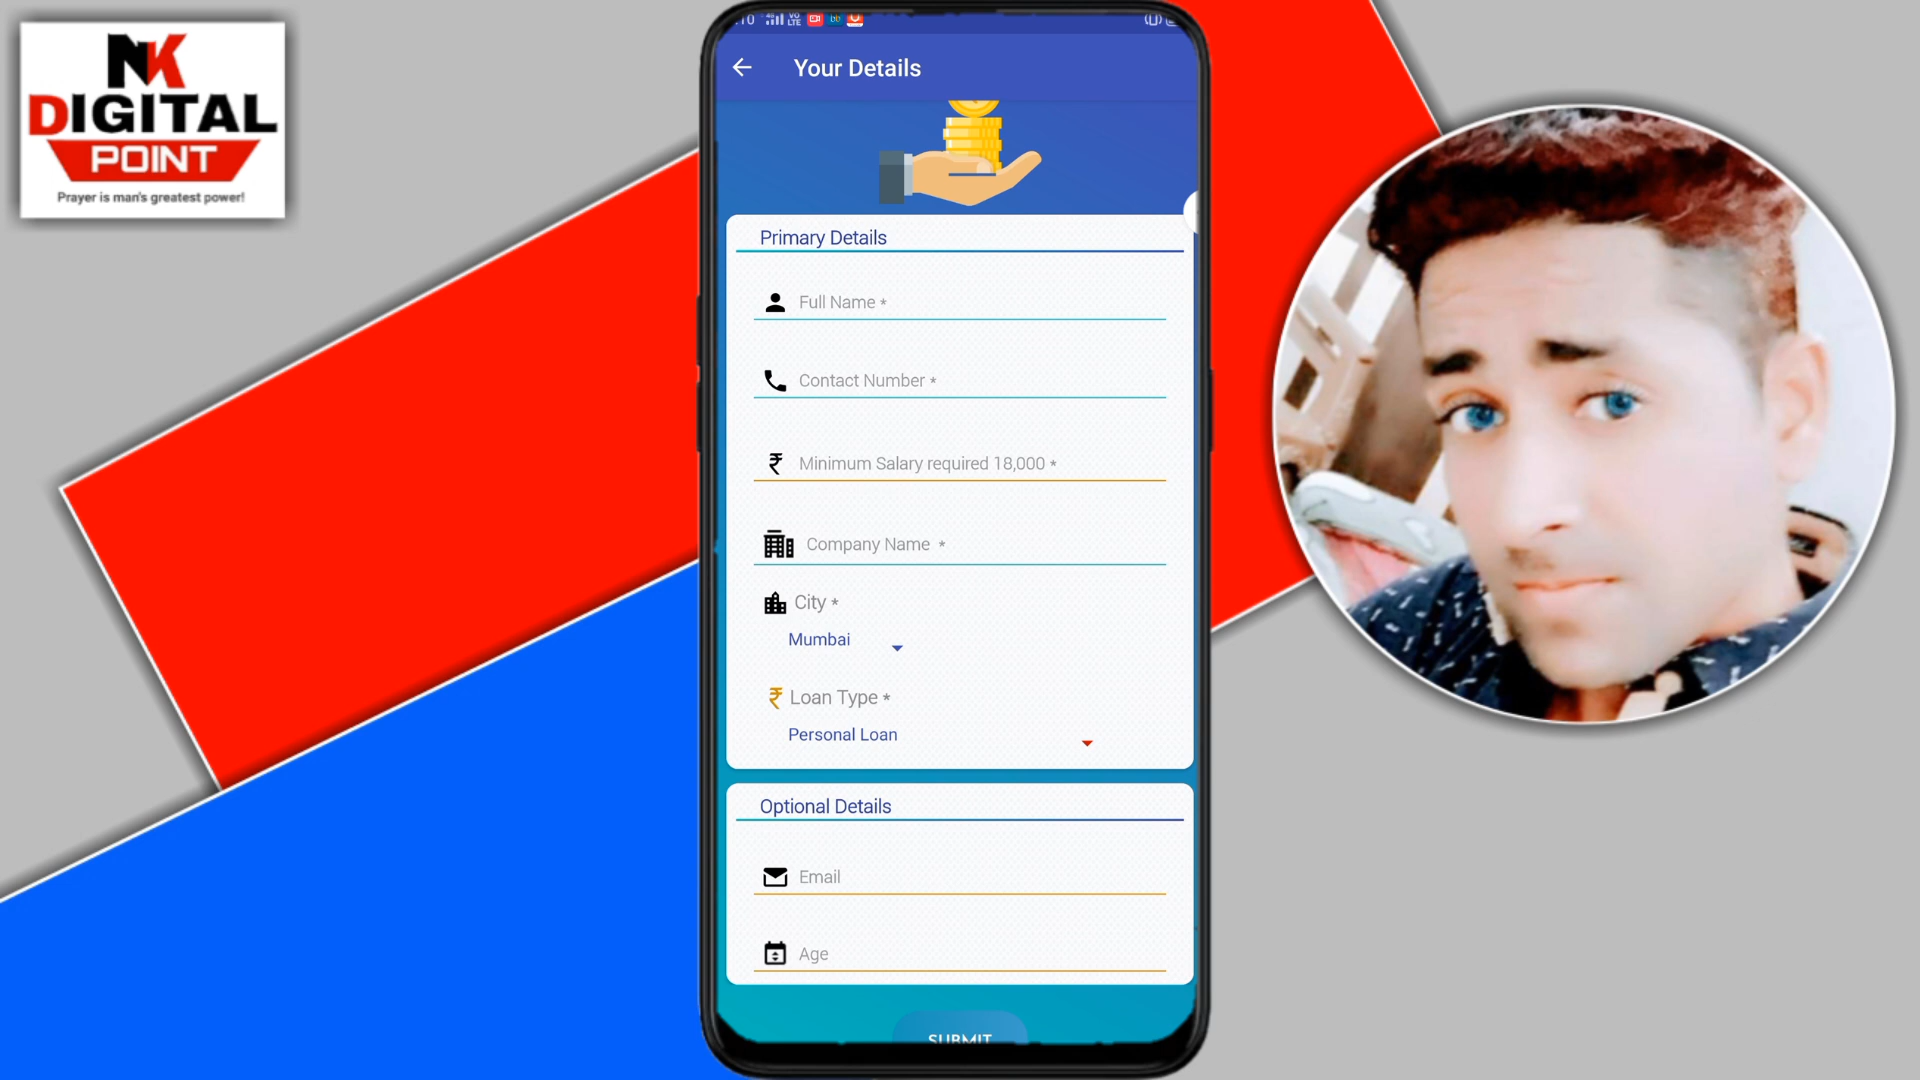 NK
DIGITAL
POINT
Prayer is man's greatest power!
Your Details
Primary Details
Full Name *
Contact Number *
₹ Minimum Salary required 18,000 *
Company Name *
City *
Mumbai
₹ Loan Type *
Personal Loan
Optional Details
Email
Age
SUBMIT